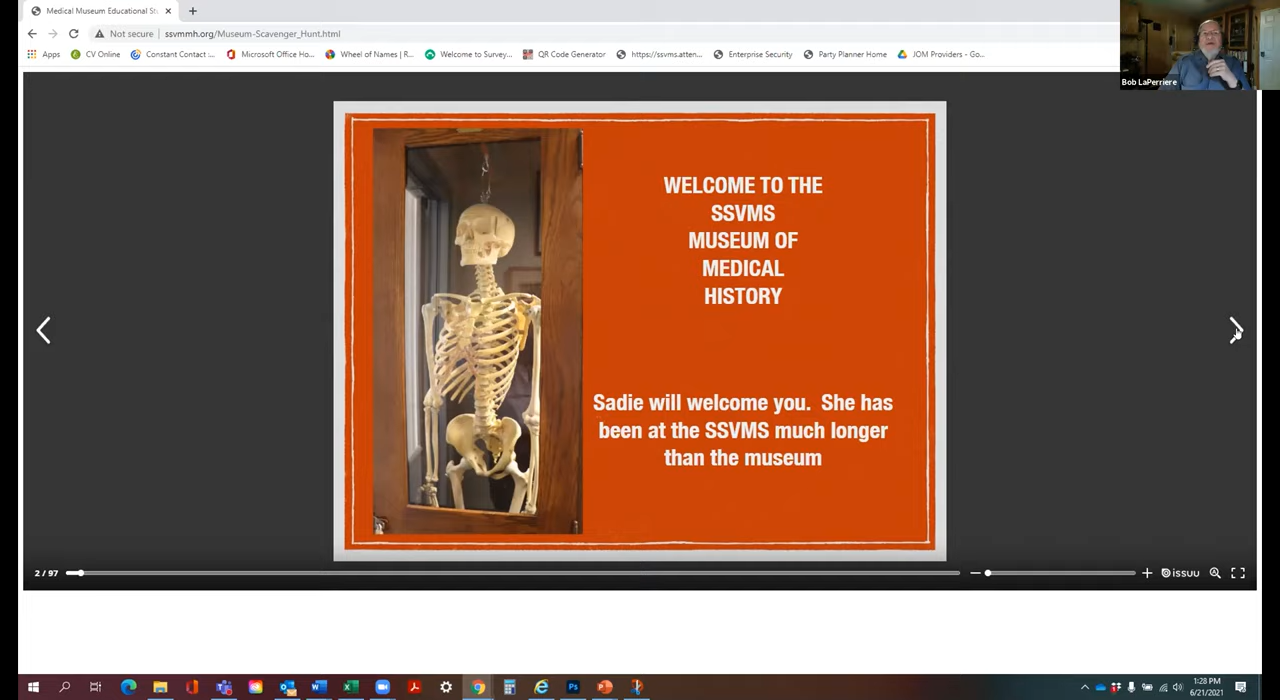 Medical Museum Educational St
Not secure
ssvmmh.org/Museum-Scavenger_Hunt.html
Apps
CV Online
Constant Contact :...
Microsoft Office Ho...
Wheel of Names | R...
Welcome to Survey...
QR Code Generator
https://ssvms.atten...
Enterprise Security
Party Planner Home
JOM Providers - Go...
Bob LaPerriere
WELCOME TO THE
SSVMS
MUSEUM OF
MEDICAL
HISTORY
Sadie will welcome you. She has
been at the SSVMS much longer
than the museum
2 / 97
issuu
1:28 PM
6/21/2021